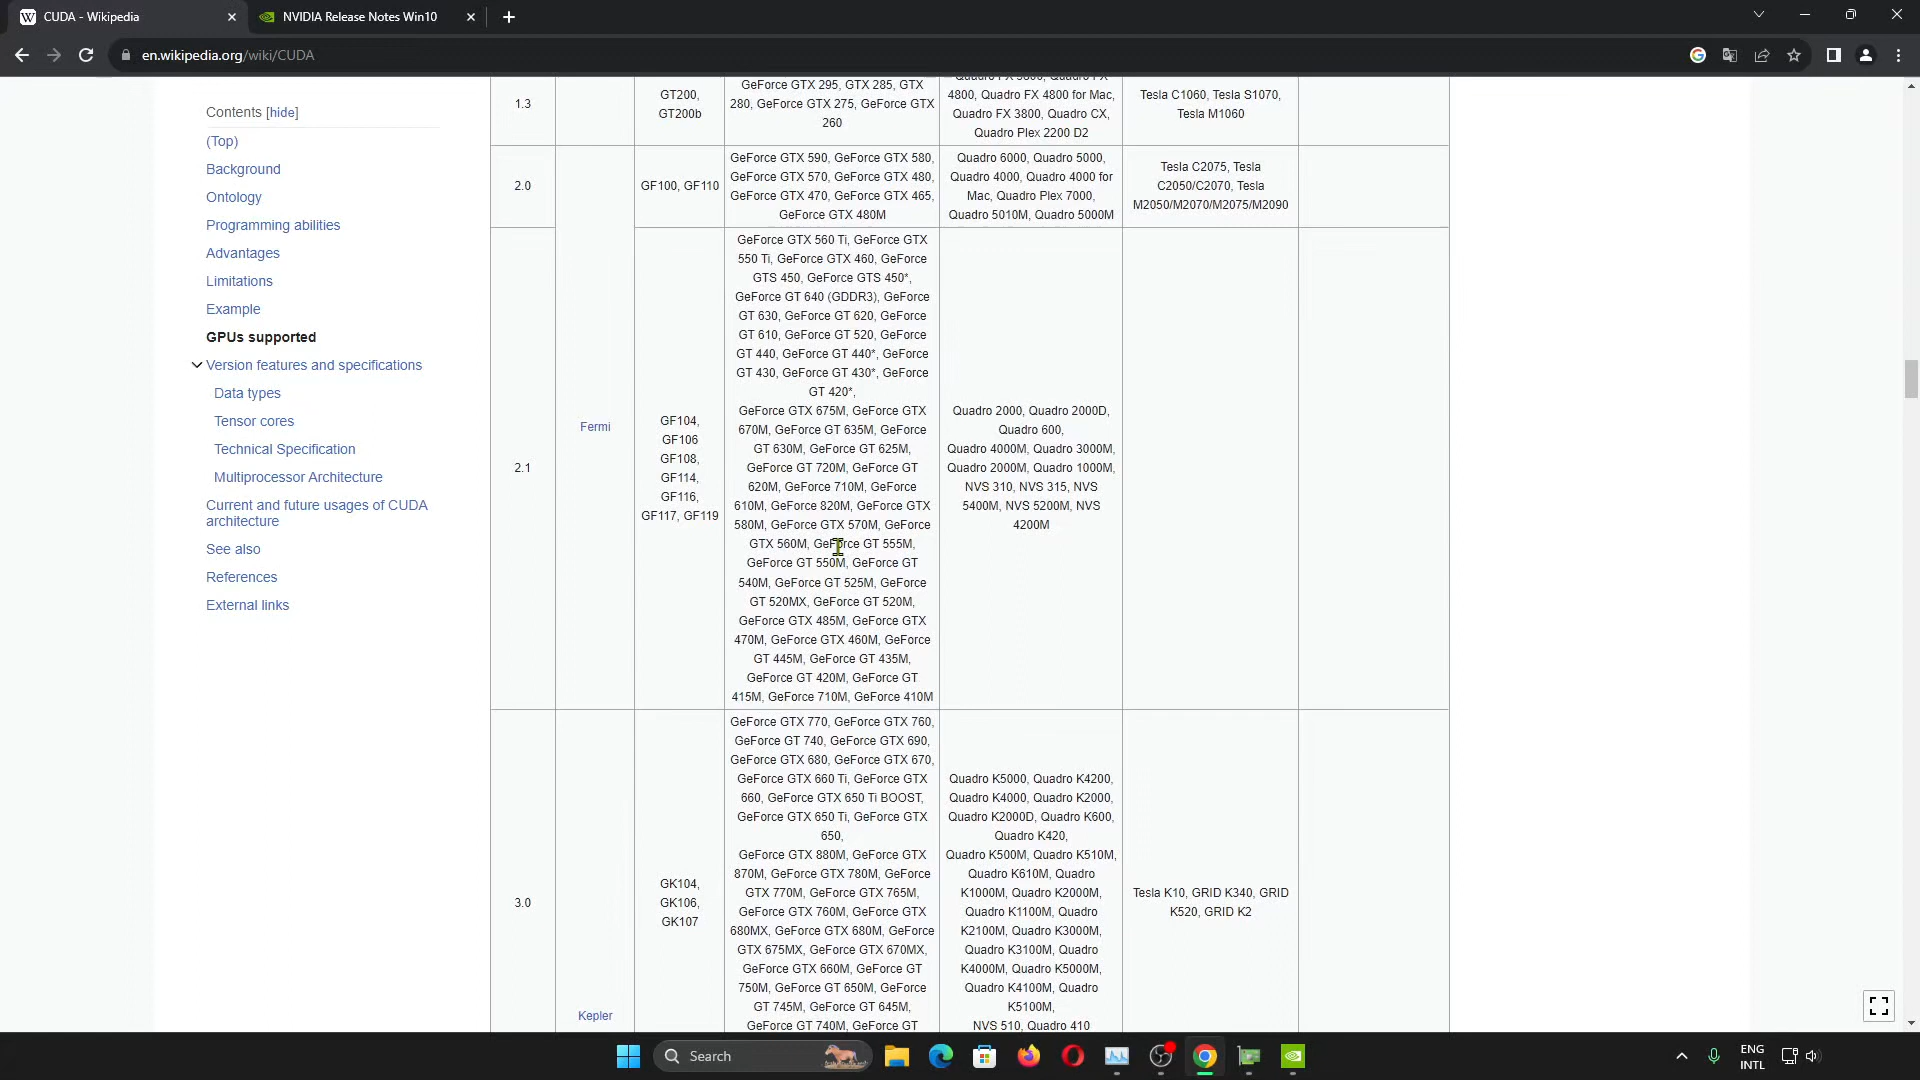 CUDA - Wikipedia
NVIDIA Release Notes Win10
en.wikipedia.org/wiki/CUDA
Contents [hide]
(Top)
Background
Ontology
Programming abilities
Advantages
Limitations
Example
GPUs supported
Version features and specifications
Data types
Tensor cores
Technical Specification
Multiprocessor Architecture
Current and future usages of CUDA
architecture
See also
References
External links
1.3
GT200,
GT200b
GeForce GTX 295, GTX 285, GTX
280, GeForce GTX 275, GeForce GTX
260
4800, Quadro FX 4800 for Mac,
Quadro FX 3800, Quadro CX,
Quadro Plex 2200 D2
Tesla C1060, Tesla S1070,
Tesla M1060
2.0
GF100, GF110
GeForce GTX 590, GeForce GTX 580,
GeForce GTX 570, GeForce GTX 480,
GeForce GTX 470, GeForce GTX 465,
GeForce GTX 480M
Quadro 6000, Quadro 5000,
Quadro 4000, Quadro 4000 for
Mac, Quadro Plex 7000,
Quadro 5010M, Quadro 5000M
Tesla C2075, Tesla
C2050/C2070, Tesla
M2050/M2070/M2075/M2090
Fermi
2.1
GF104,
GF106
GF108,
GF114,
GF116,
GF117, GF119
GeForce GTX 560 Ti, GeForce GTX
550 Ti, GeForce GTX 460, GeForce
GTS 450, GeForce GTS 450*,
GeForce GT 640 (GDDR3), GeForce
GT 630, GeForce GT 620, GeForce
GT 610, GeForce GT 520, GeForce
GT 440, GeForce GT 440*, GeForce
GT 430, GeForce GT 430*, GeForce
GT 420*,
GeForce GTX 675M, GeForce GTX
670M, GeForce GT 635M, GeForce
GT 630M, GeForce GT 625M,
GeForce GT 720M, GeForce GT
620M, GeForce 710M, GeForce
610M, GeForce 820M, GeForce GTX
580M, GeForce GTX 570M, GeForce
GTX 560M, GeForce GT 555M,
GeForce GT 550M, GeForce GT
540M, GeForce GT 525M, GeForce
GT 520MX, GeForce GT 520M,
GeForce GTX 485M, GeForce GTX
470M, GeForce GTX 460M, GeForce
GT 445M, GeForce GT 435M,
GeForce GT 420M, GeForce GT
415M, GeForce 710M, GeForce 410M
Quadro 2000, Quadro 2000D,
Quadro 600,
Quadro 4000M, Quadro 3000M,
Quadro 2000M, Quadro 1000M,
NVS 310, NVS 315, NVS
5400M, NVS 5200M, NVS
4200M
3.0
Kepler
GK104,
GK106,
GK107
GeForce GTX 770, GeForce GTX 760,
GeForce GT 740, GeForce GTX 690,
GeForce GTX 680, GeForce GTX 670,
GeForce GTX 660 Ti, GeForce GTX
660, GeForce GTX 650 Ti BOOST,
GeForce GTX 650 Ti, GeForce GTX
650,
GeForce GTX 880M, GeForce GTX
870M, GeForce GTX 780M, GeForce
GTX 770M, GeForce GTX 765M,
GeForce GTX 760M, GeForce GTX
680MX, GeForce GTX 680M, GeForce
GTX 675MX, GeForce GTX 670MX,
GeForce GTX 660M, GeForce GT
750M, GeForce GT 650M, GeForce
GT 745M, GeForce GT 645M,
GeForce GT 740M, GeForce GT
Quadro K5000, Quadro K4200,
Quadro K4000, Quadro K2000,
Quadro K2000D, Quadro K600,
Quadro K420,
Quadro K500M, Quadro K510M,
Quadro K610M, Quadro
K1000M, Quadro K2000M,
Quadro K1100M, Quadro
K2100M, Quadro K3000M,
Quadro K3100M, Quadro
K4000M, Quadro K5000M,
Quadro K4100M, Quadro
K5100M,
NVS 510, Quadro 410
Tesla K10, GRID K340, GRID
K520, GRID K2
Search
ENG
INTL